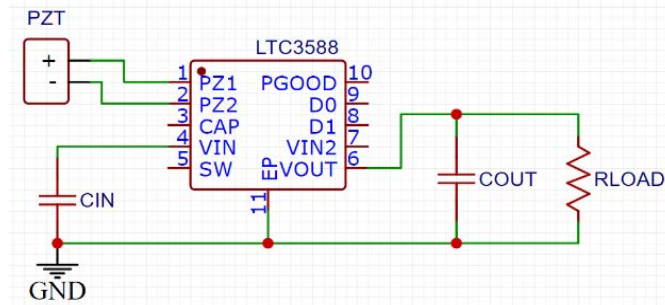 PZT
+
-
LTC3588
1 PZ1 PGOOD 10
2 PZ2 D0 9
3 CAP D1 8
4 VIN VIN2 7
5 SW EP VOUT 6
11
CIN
COUT
RLOAD
GND